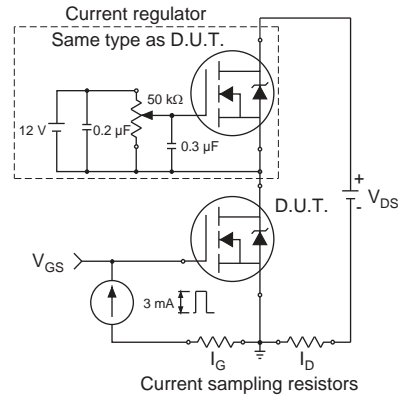 Current regulator
Same type as D.U.T.
50 kΩ
12 V
0.2 µF
0.3 µF
+
V_DS
-
D.U.T.
V_GS
3 mA
I_G
I_D
Current sampling resistors